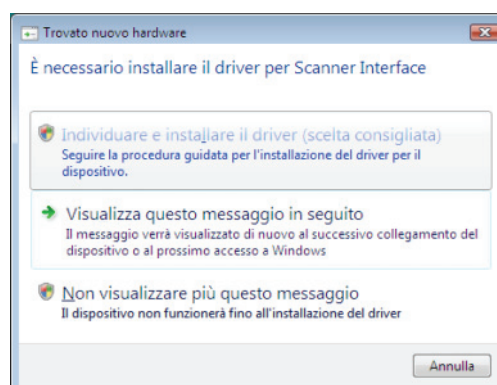 Trovato nuovo hardware
È necessario installare il driver per Scanner Interface
Individuare e installare il driver (scelta consigliata)
Seguire la procedura guidata per l'installazione del driver per il
dispositivo.
Visualizza questo messaggio in seguito
Il messaggio verrà visualizzato di nuovo al successivo collegamento del
dispositivo o al prossimo accesso a Windows
Non visualizzare più questo messaggio
Il dispositivo non funzionerà fino all'installazione del driver
Annulla